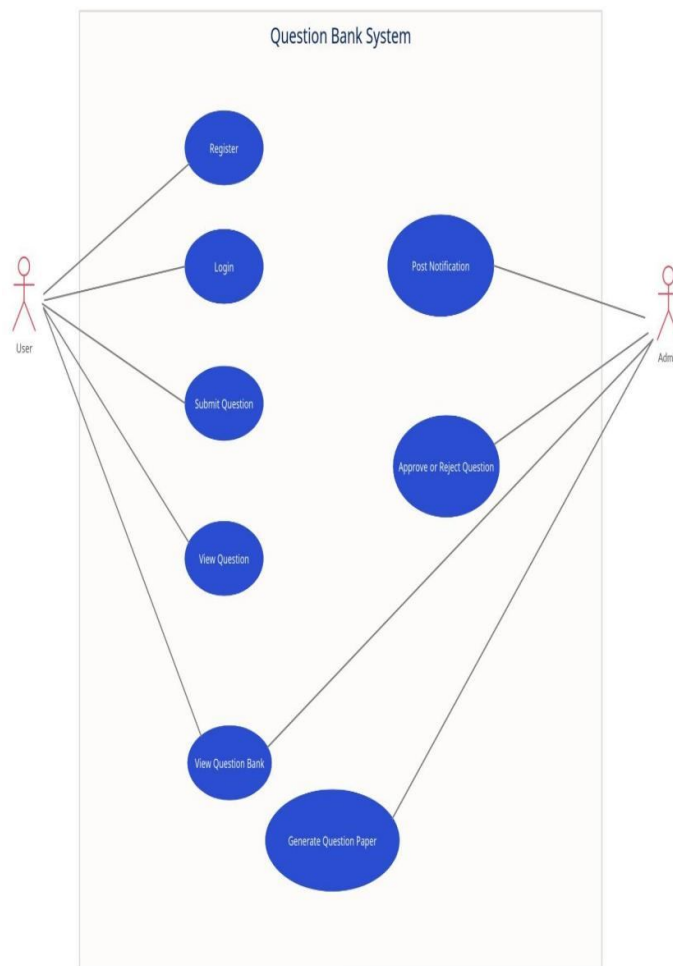 Question Bank System
Register
Login
Post Notification
User
Adm
Submit Question
Approve or Reject Question
View Question
View Question Bank
Generate Question Paper